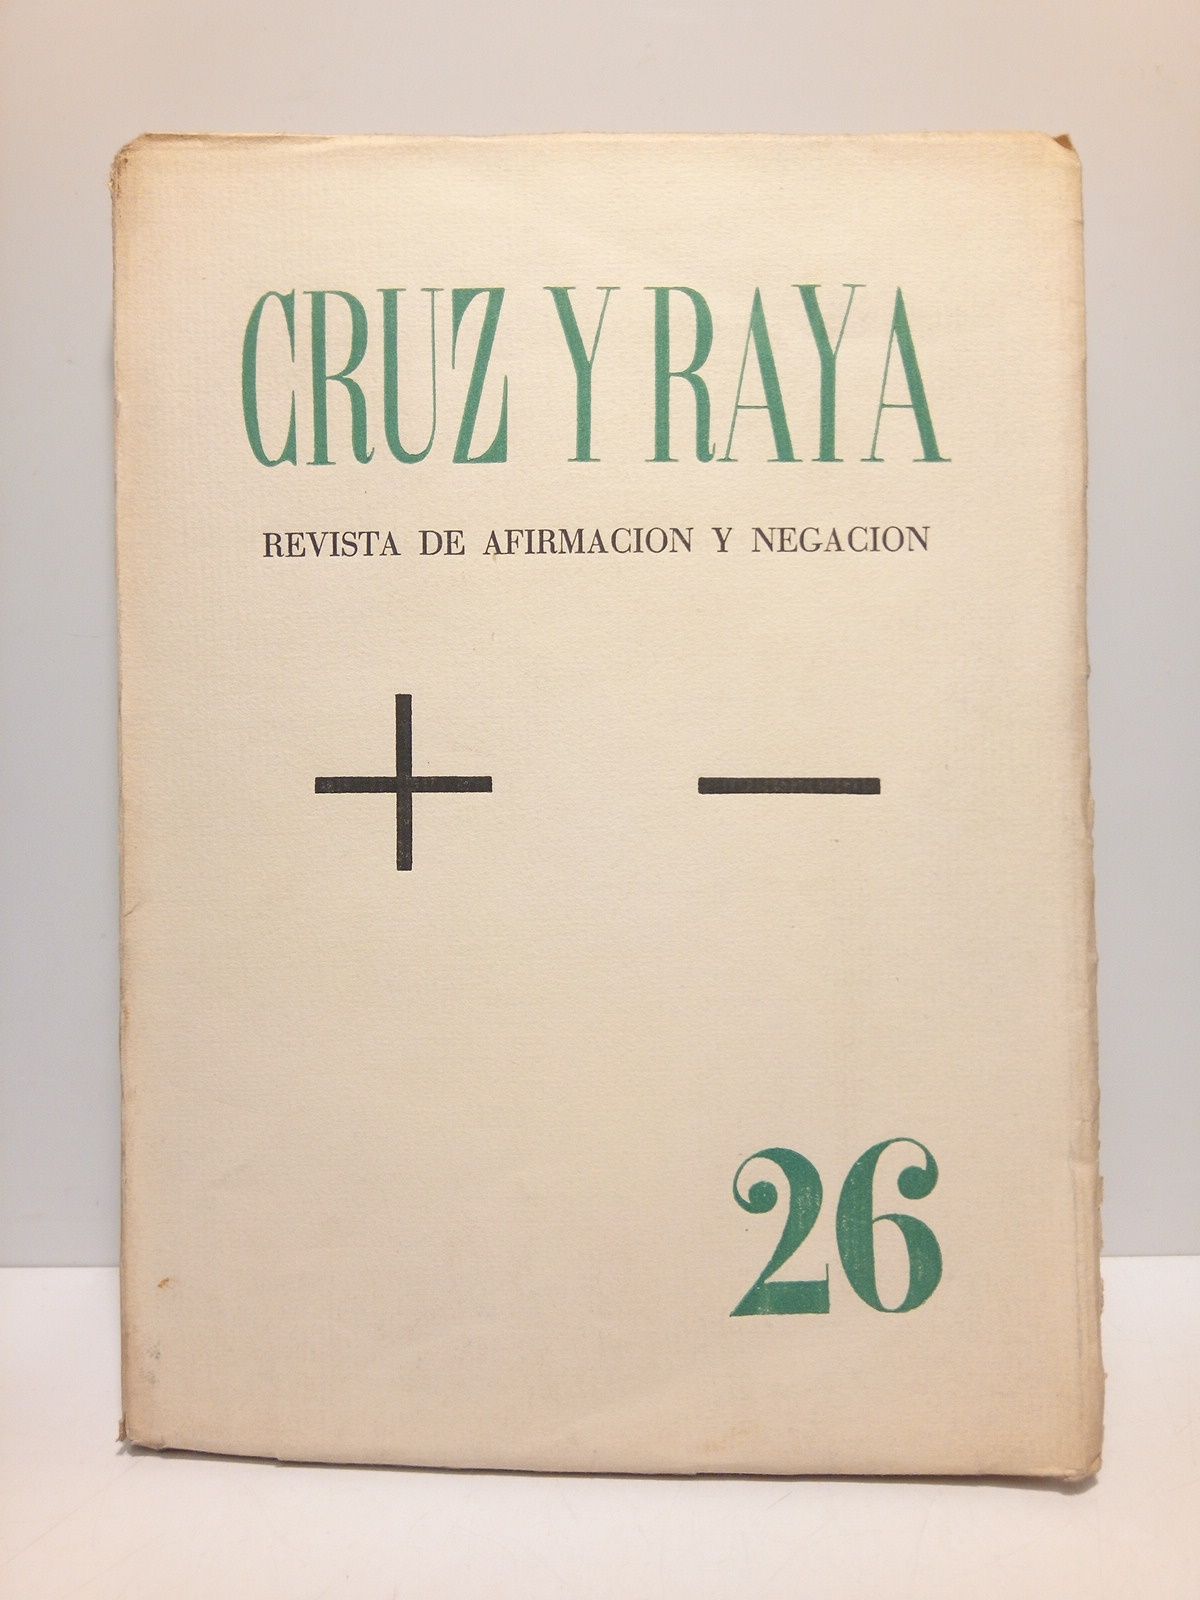 CRUZ Y RAYA
REVISTA DE AFIRMACION Y NEGACION
+ −
26